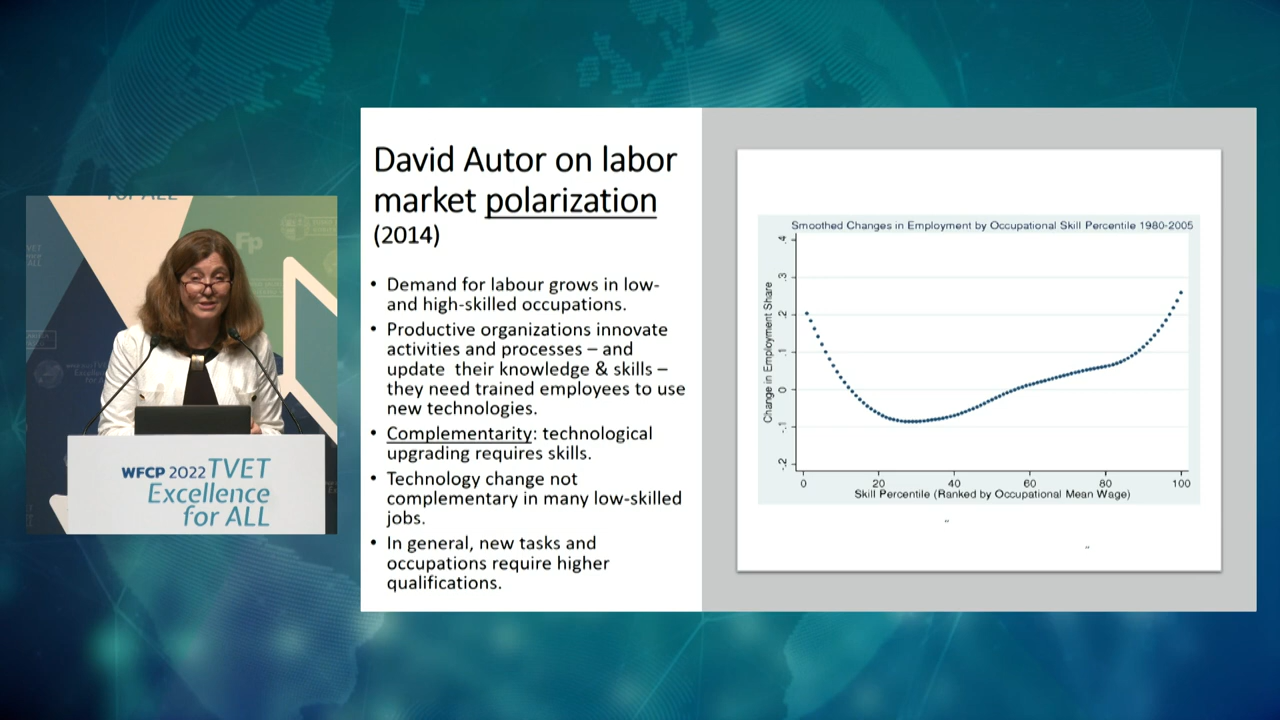 for ALL
WFCP 2022 TVET
Excellence
for ALL
David Autor on labor
market polarization
(2014)
• Demand for labour grows in low-
and high-skilled occupations.
• Productive organizations innovate
activities and processes – and
update their knowledge & skills –
they need trained employees to use
new technologies.
• Complementarity: technological
upgrading requires skills.
• Technology change not
complementary in many low-skilled
jobs.
• In general, new tasks and
occupations require higher
qualifications.
Smoothed Changes in Employment by Occupational Skill Percentile 1980-2005
Change in Employment Share
.4
.3
.2
.1
0
-.1
-.2
0 20 40 60 80 100
Skill Percentile (Ranked by Occupational Mean Wage)